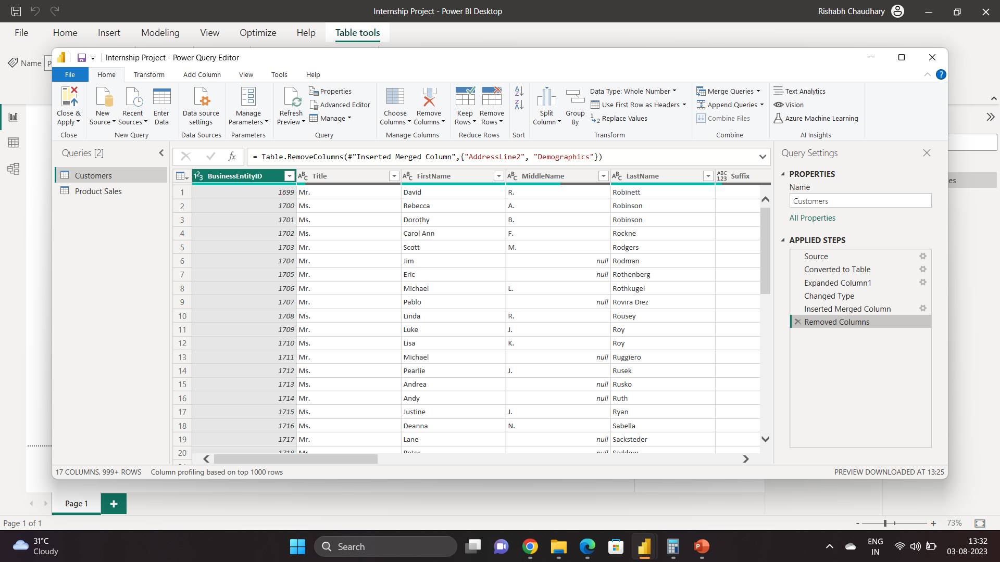 Internship Project - Power BI Desktop
Rishabh Chaudhary
File Home Insert Modeling View Optimize Help Table tools
Name
Internship Project - Power Query Editor
File Home Transform Add Column View Tools Help
Close & Apply
New Source
Recent Sources
Enter Data
Data source settings
Manage Parameters
Refresh Preview
Properties
Advanced Editor
Manage
Choose Columns
Remove Columns
Keep Rows
Remove Rows
Split Column
Group By
Data Type: Whole Number
Use First Row as Headers
Replace Values
Merge Queries
Append Queries
Combine Files
Text Analytics
Vision
Azure Machine Learning
Close New Query Data Sources Parameters Query Manage Columns Reduce Rows Sort Transform Combine AI Insights
Queries [2]
Customers
Product Sales
fx = Table.RemoveColumns(#"Inserted Merged Column",{"AddressLine2", "Demographics"})
BusinessEntityID Title FirstName MiddleName LastName Suffix
1 1699 Mr. David R. Robinett
2 1700 Ms. Rebecca A. Robinson
3 1701 Ms. Dorothy B. Robinson
4 1702 Ms. Carol Ann F. Rockne
5 1703 Mr. Scott M. Rodgers
6 1704 Mr. Jim null Rodman
7 1705 Mr. Eric null Rothenberg
8 1706 Mr. Michael L. Rothkugel
9 1707 Mr. Pablo null Rovira Diez
10 1708 Ms. Linda R. Rousey
11 1709 Mr. Luke J. Roy
12 1710 Ms. Lisa K. Roy
13 1711 Mr. Michael null Ruggiero
14 1712 Ms. Pearlie J. Rusek
15 1713 Ms. Andrea null Rusko
16 1714 Mr. Andy null Ruth
17 1715 Ms. Justine J. Ryan
18 1716 Ms. Deanna N. Sabella
19 1717 Mr. Lane null Sacksteder
20 1718 Mr. Peter null Saddow
Query Settings
PROPERTIES
Name
Customers
All Properties
APPLIED STEPS
Source
Converted to Table
Expanded Column1
Changed Type
Inserted Merged Column
Removed Columns
17 COLUMNS, 999+ ROWS Column profiling based on top 1000 rows
PREVIEW DOWNLOADED AT 13:25
Page 1
Page 1 of 1
73%
31°C
Cloudy
Search
ENG
IN
13:32
03-08-2023